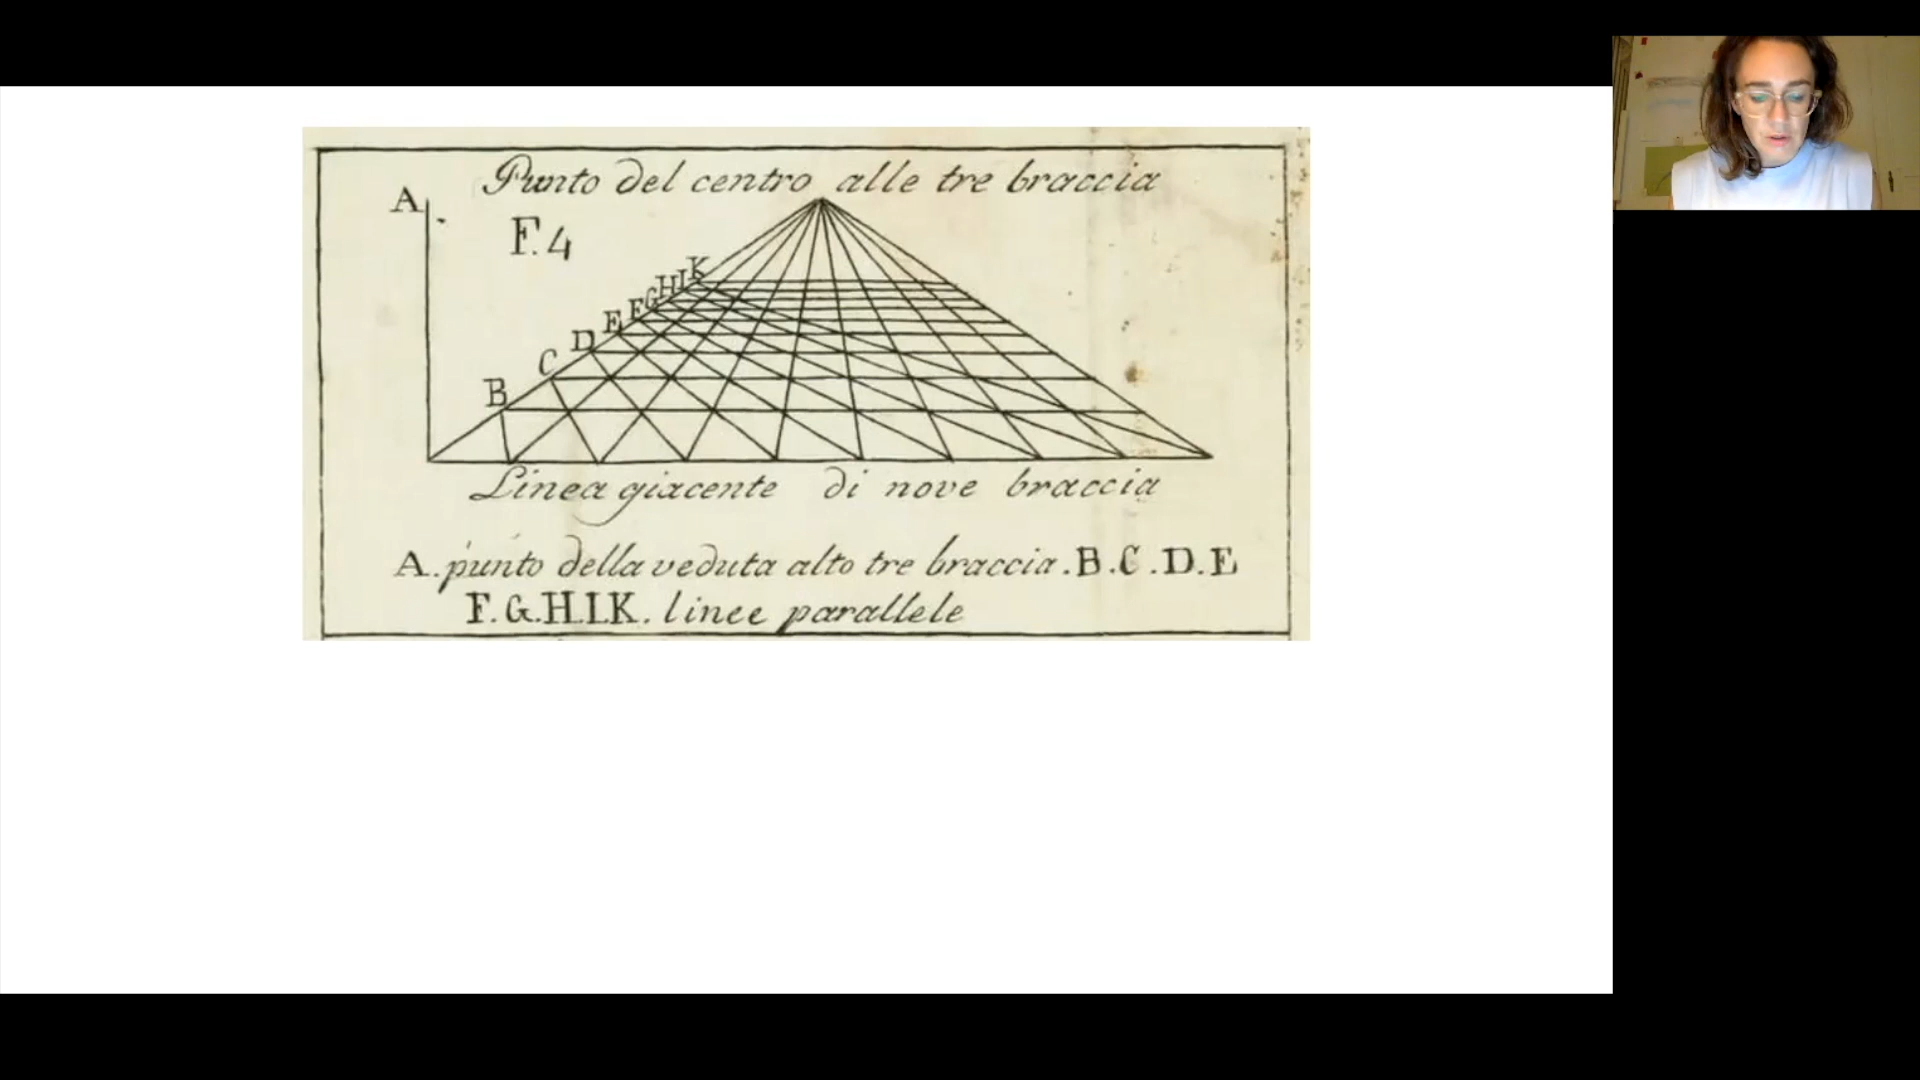 Punto del centro alle tre braccia
A
F.4
K
I
H
G
F
E
D
C
B
Linea giacente di nove braccia
A. punto della veduta alto tre braccia. B.C.D.E
F.G.H.I.K. linee parallele